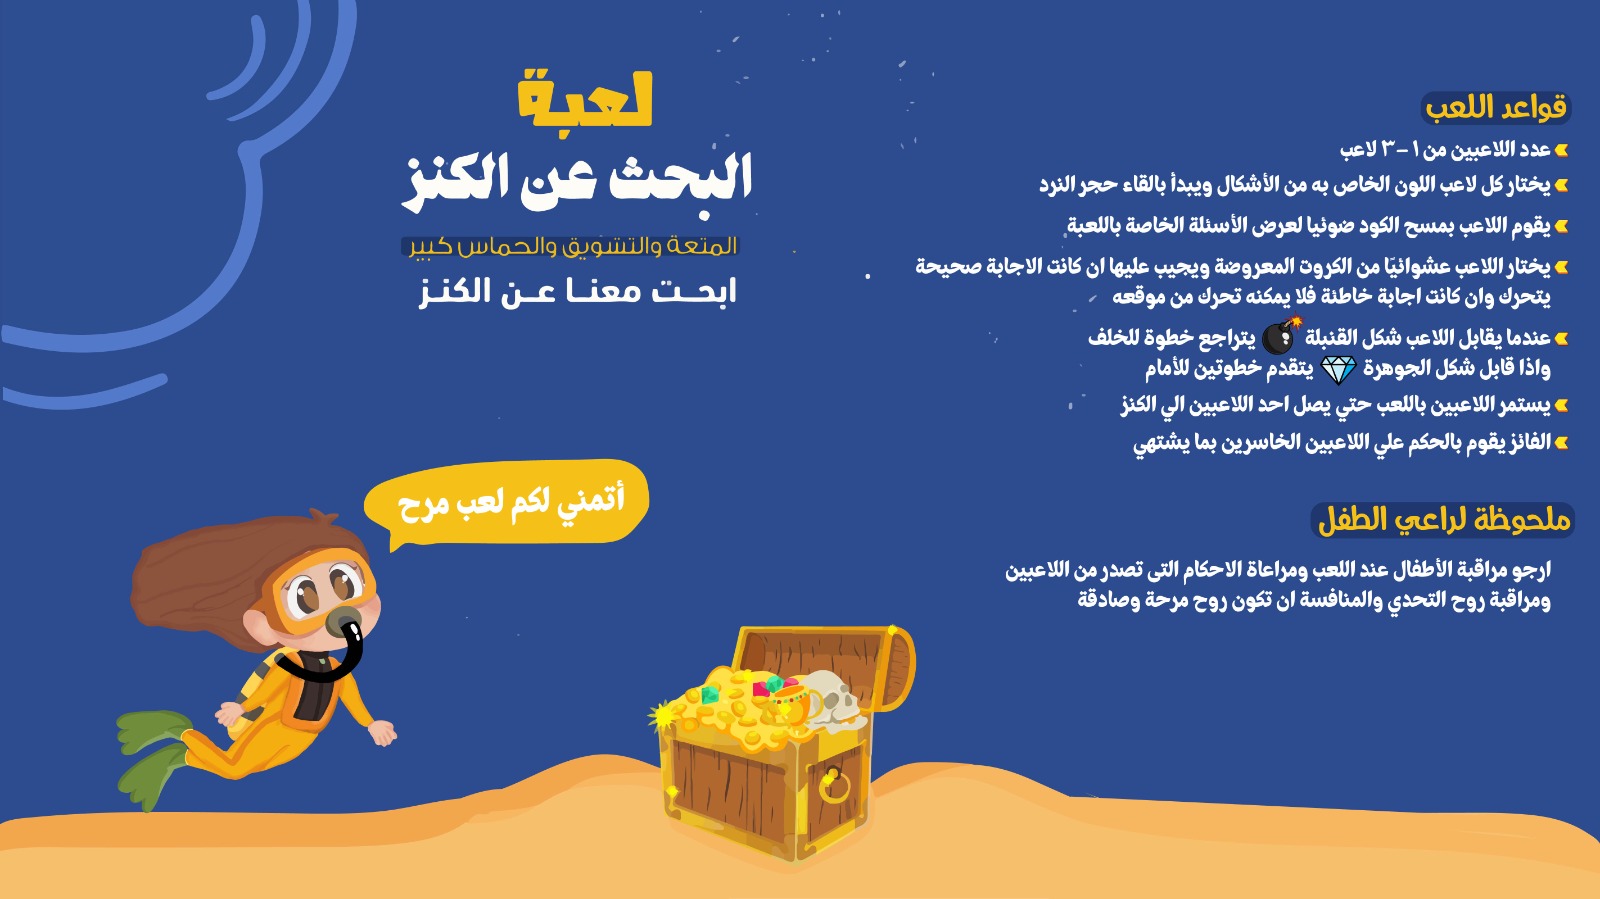 لعبة
البحث عن الكنز
المتعة والتشويق والحماس كبير
ابحث معنا عن الكنز
قواعد اللعب
عدد اللاعبين من ١ – ٣ لاعب
يختار كل لاعب اللون الخاص به من الأشكال ويبدأ بالقاء حجر النرد
يقوم اللاعب بمسح الكود ضوئيا لعرض الأسئلة الخاصة باللعبة
يختار اللاعب عشوائيًا من الكروت المعروضة ويجيب عليها ان كانت الاجابة صحيحة
يتحرك وان كانت اجابة خاطئة فلا يمكنه تحرك من موقعه
عندما يقابل اللاعب شكل القنبلة يتراجع خطوة للخلف
واذا قابل شكل الجوهرة يتقدم خطوتين للأمام
يستمر اللاعبين باللعب حتي يصل احد اللاعبين الي الكنز
الفائز يقوم بالحكم علي اللاعبين الخاسرين بما يشتهي
ملحوظة لراعي الطفل
ارجو مراقبة الأطفال عند اللعب ومراعاة الاحكام التى تصدر من اللاعبين
ومراقبة روح التحدي والمنافسة ان تكون روح مرحة وصادقة
أتمني لكم لعب مرح